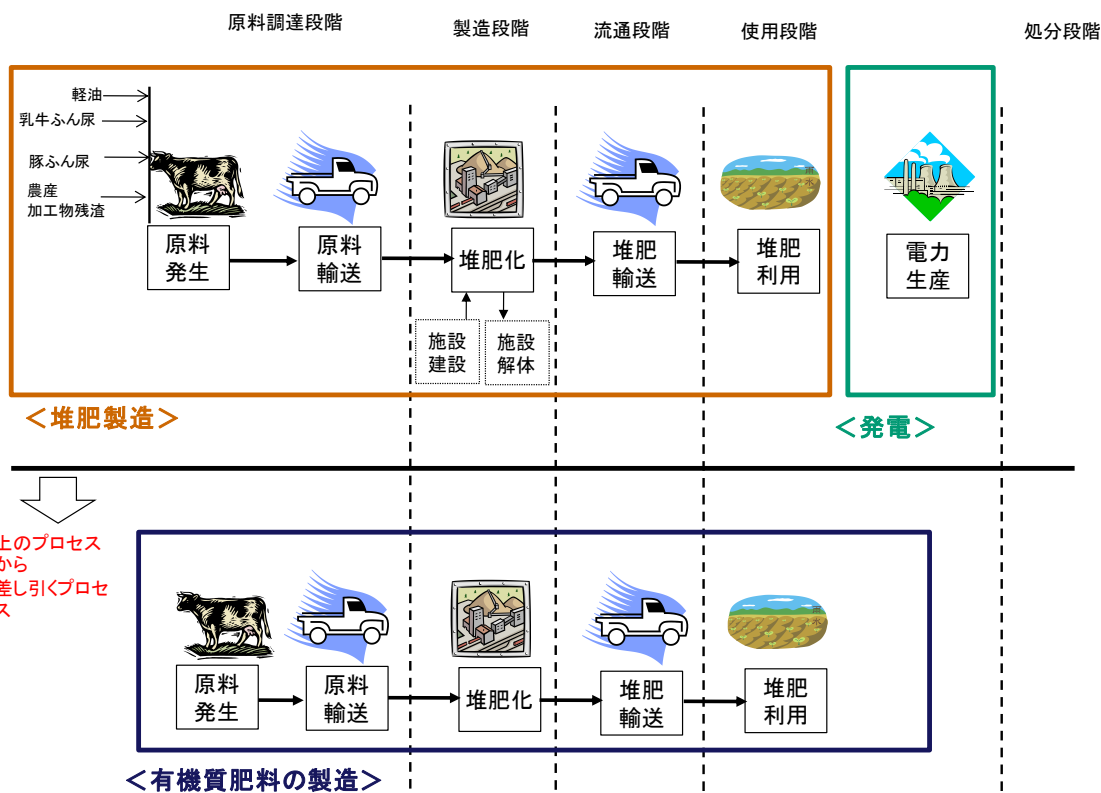 原料調達段階
製造段階
流通段階
使用段階
処分段階
軽油
乳牛ふん尿
豚ふん尿
農産
加工物残渣
原料
発生
原料
輸送
堆肥化
堆肥
輸送
堆肥
利用
電力
生産
施設
建設
施設
解体
<堆肥製造>
<発電>
上のプロセス
から
差し引くプロセ
ス
原料
発生
原料
輸送
堆肥化
堆肥
輸送
堆肥
利用
<有機質肥料の製造>